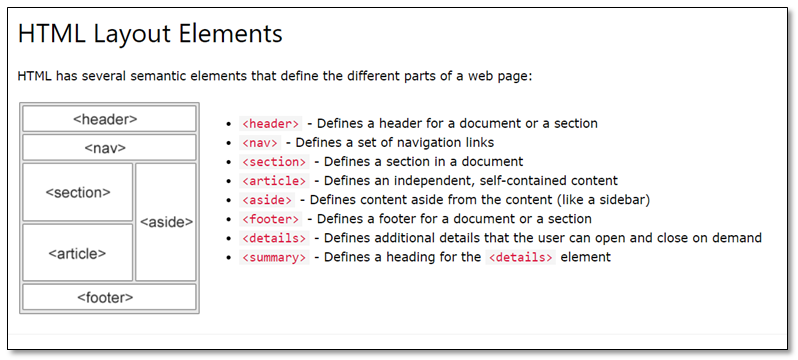 HTML Layout Elements
HTML has several semantic elements that define the different parts of a web page:
<header>
<nav>
<section>
<article>
<aside>
<footer>
• <header> - Defines a header for a document or a section
• <nav> - Defines a set of navigation links
• <section> - Defines a section in a document
• <article> - Defines an independent, self-contained content
• <aside> - Defines content aside from the content (like a sidebar)
• <footer> - Defines a footer for a document or a section
• <details> - Defines additional details that the user can open and close on demand
• <summary> - Defines a heading for the <details> element